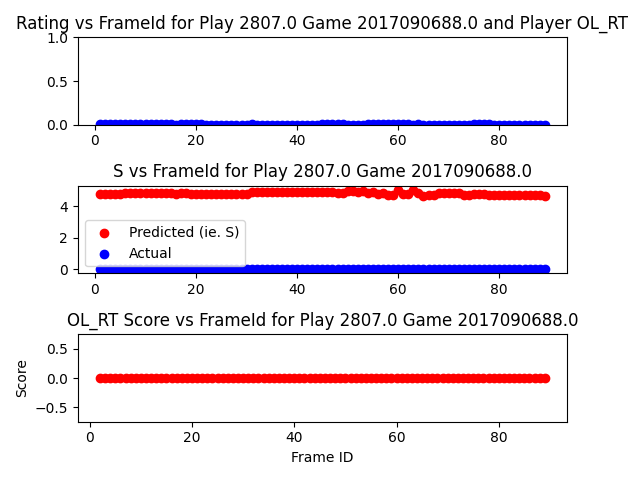 Rating vs FrameId for Play 2807.0 Game 2017090688.0 and Player OL_RT
1.0
0.5
0.0
0 20 40 60 80
S vs FrameId for Play 2807.0 Game 2017090688.0
4
2
0
Predicted (ie. S)
Actual
0 20 40 60 80
OL_RT Score vs FrameId for Play 2807.0 Game 2017090688.0
Score
0.5
0.0
−0.5
0 20 40 60 80
Frame ID